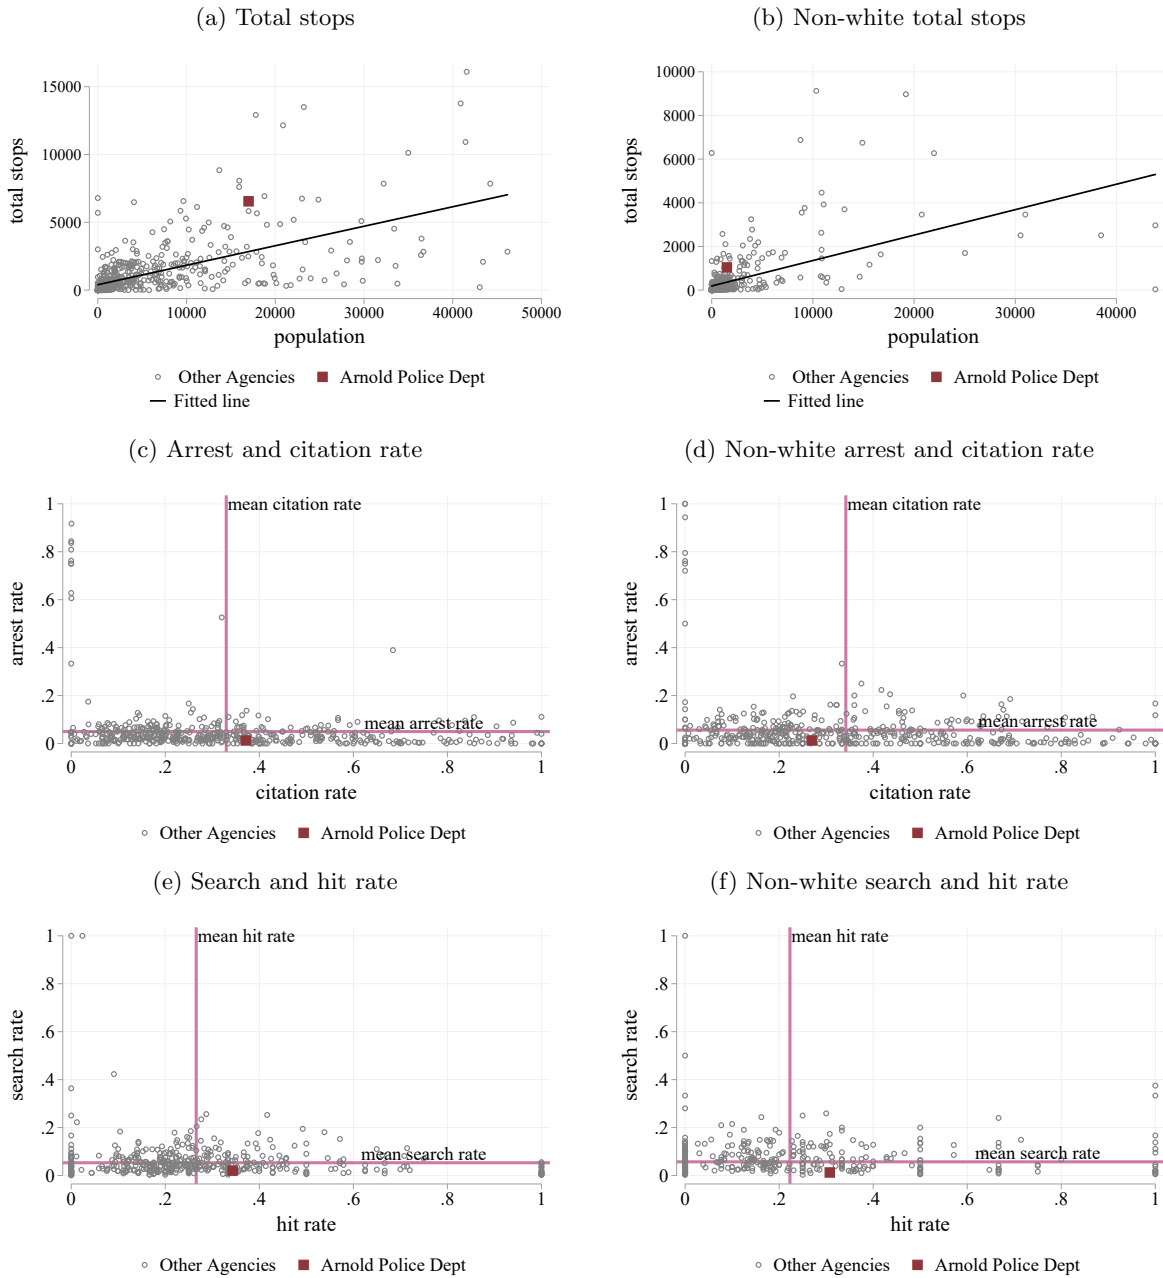 (a) Total stops
(b) Non-white total stops
total stops
15000
10000
5000
0
0 10000 20000 30000 40000 50000
population
Other Agencies Arnold Police Dept
Fitted line
total stops
10000
8000
6000
4000
2000
0
0 10000 20000 30000 40000
population
Other Agencies Arnold Police Dept
Fitted line
(c) Arrest and citation rate
(d) Non-white arrest and citation rate
arrest rate
1
.8
.6
.4
.2
0
mean citation rate
mean arrest rate
0 .2 .4 .6 .8 1
citation rate
Other Agencies Arnold Police Dept
arrest rate
1
.8
.6
.4
.2
0
mean citation rate
mean arrest rate
0 .2 .4 .6 .8 1
citation rate
Other Agencies Arnold Police Dept
(e) Search and hit rate
(f) Non-white search and hit rate
search rate
1
.8
.6
.4
.2
0
mean hit rate
mean search rate
0 .2 .4 .6 .8 1
hit rate
Other Agencies Arnold Police Dept
search rate
1
.8
.6
.4
.2
0
mean hit rate
mean search rate
0 .2 .4 .6 .8 1
hit rate
Other Agencies Arnold Police Dept